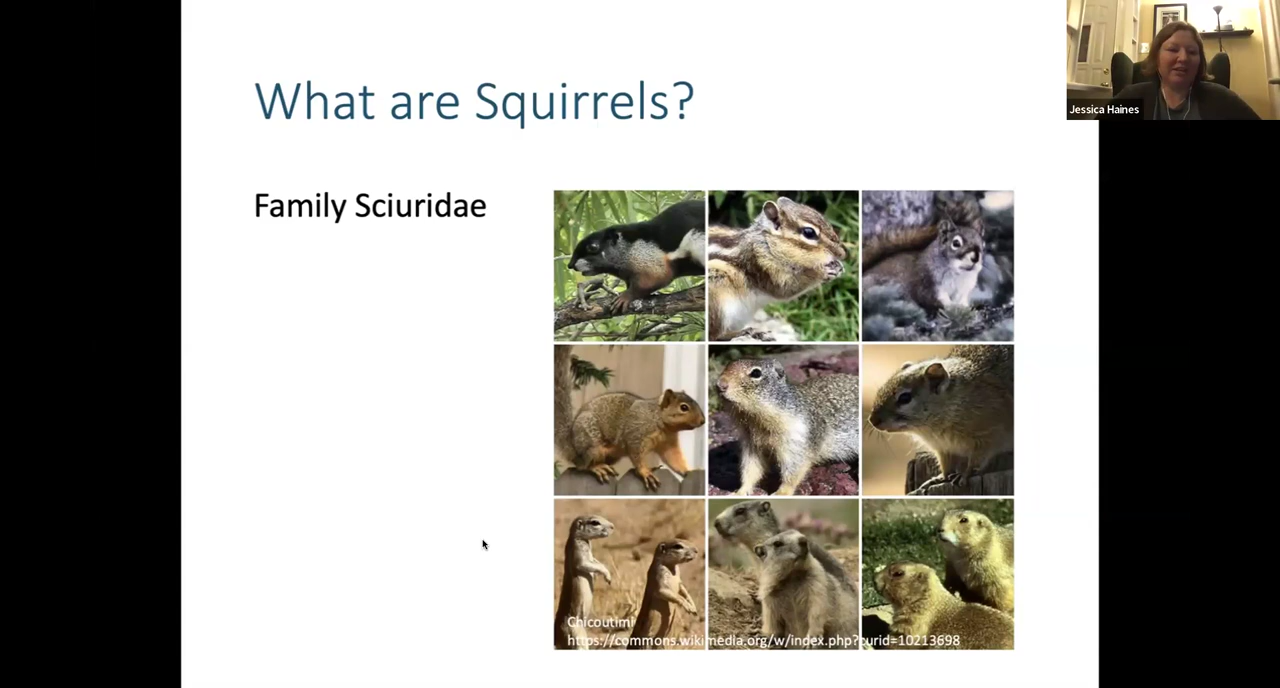 What are Squirrels?
Jessica Haines
Family Sciuridae
Chicoutimi
https://commons.wikimedia.org/w/index.php?curid=10213698